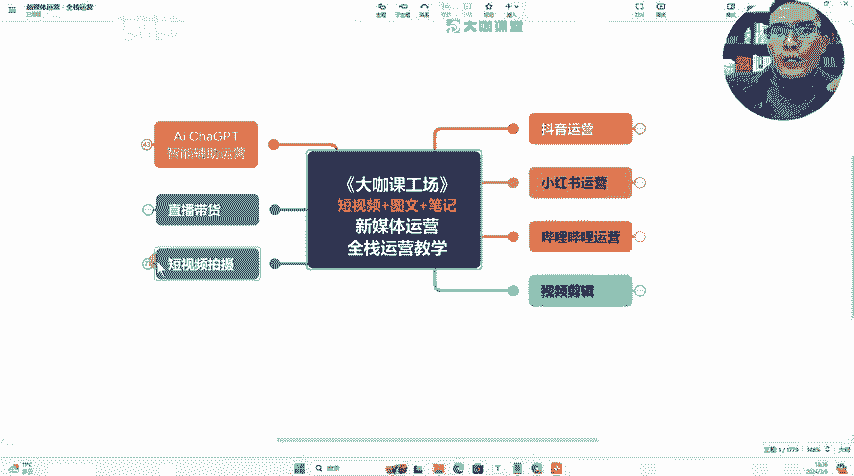 新媒体运营-全栈运营
大咖课堂
Ai ChaGPT
智能辅助运营
直播带货
短视频拍摄
《大咖课工场》
短视频+图文+笔记
新媒体运营
全栈运营教学
抖音运营
小红书运营
哔哩哔哩运营
视频剪辑